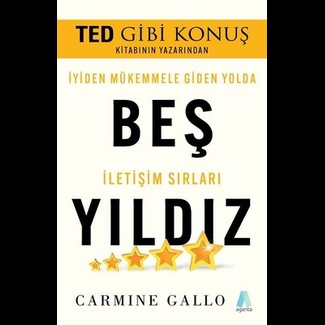 TED GİBİ KONUŞ
KİTABININ YAZARINDAN
İYİDEN MÜKEMMELE GİDEN YOLDA
BEŞ
İLETİŞİM SIRLARI
YILDIZ
CARMINE GALLO
aganta